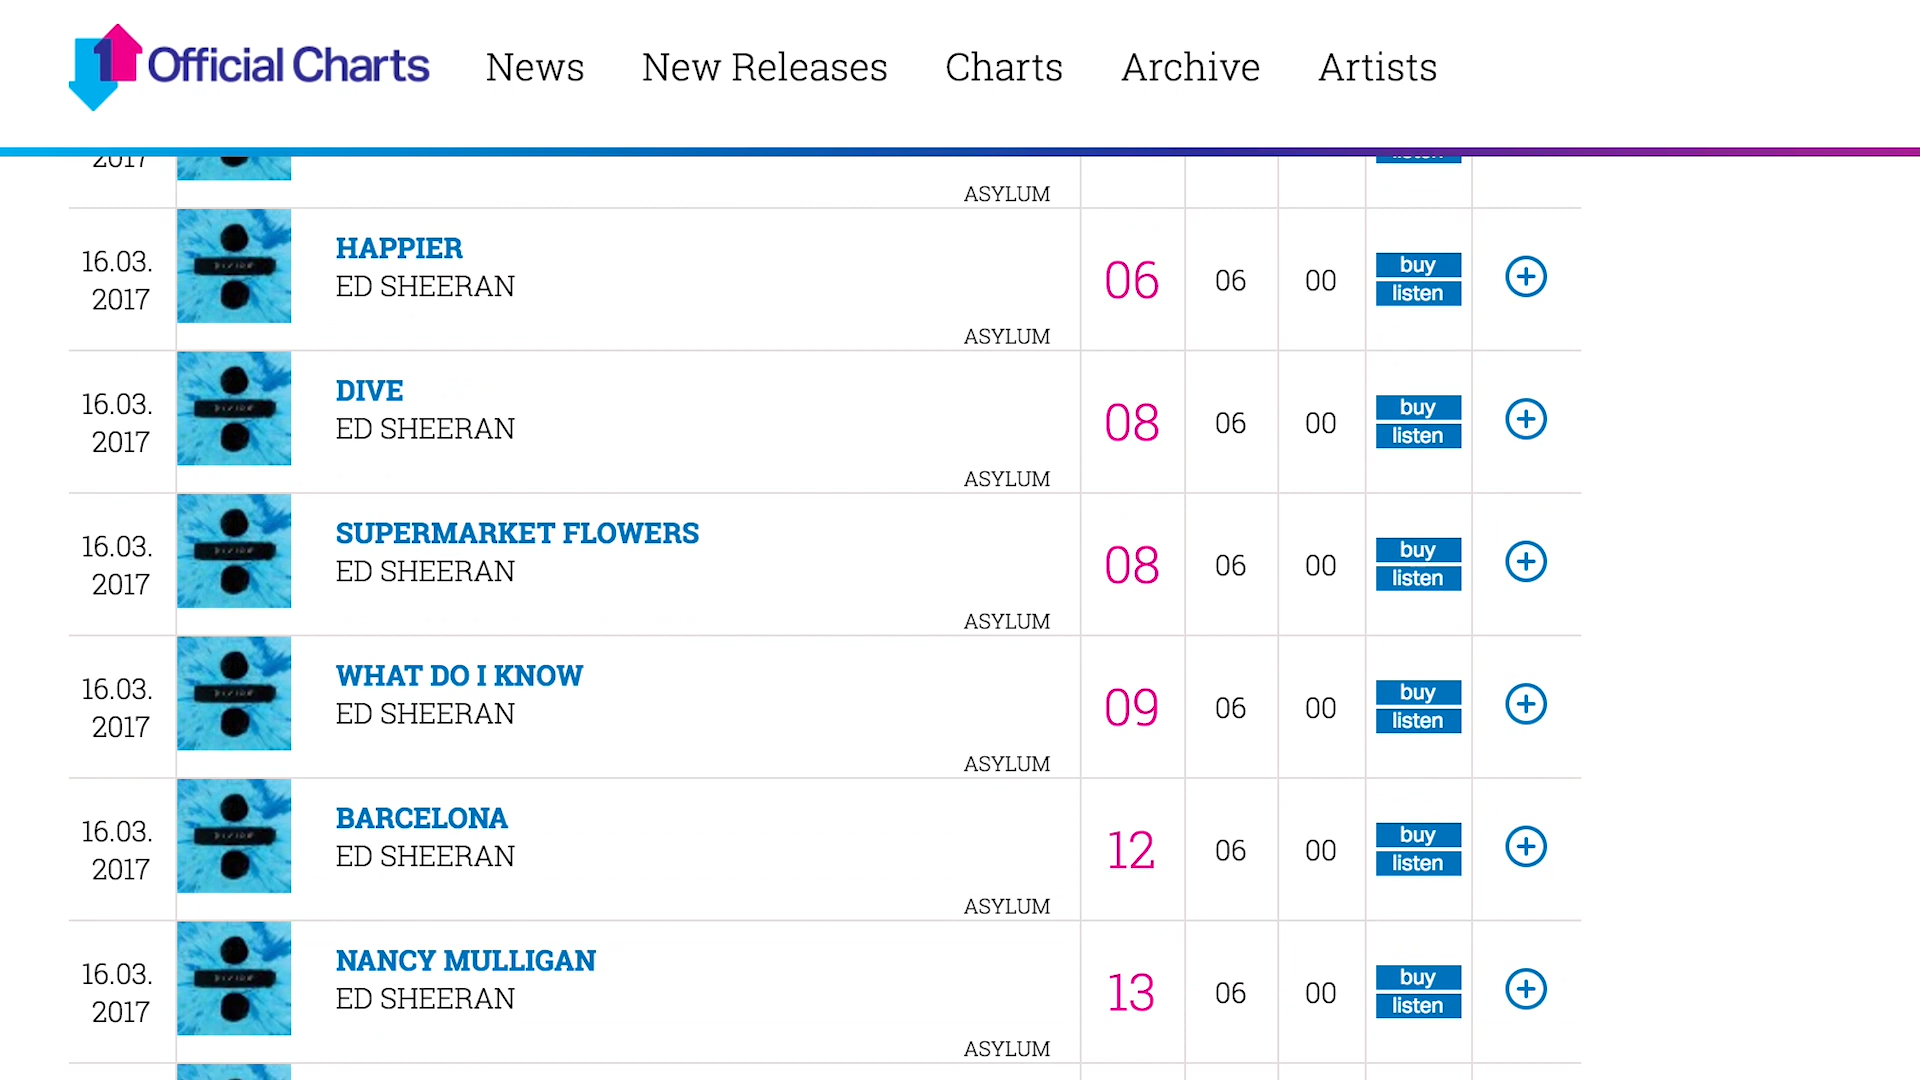 Official Charts
News
New Releases
Charts
Archive
Artists
2017
ASYLUM
16.03.
2017
HAPPIER
ED SHEERAN
ASYLUM
06
06
00
buy
listen
16.03.
2017
DIVE
ED SHEERAN
ASYLUM
08
06
00
buy
listen
16.03.
2017
SUPERMARKET FLOWERS
ED SHEERAN
ASYLUM
08
06
00
buy
listen
16.03.
2017
WHAT DO I KNOW
ED SHEERAN
ASYLUM
09
06
00
buy
listen
16.03.
2017
BARCELONA
ED SHEERAN
ASYLUM
12
06
00
buy
listen
16.03.
2017
NANCY MULLIGAN
ED SHEERAN
ASYLUM
13
06
00
buy
listen